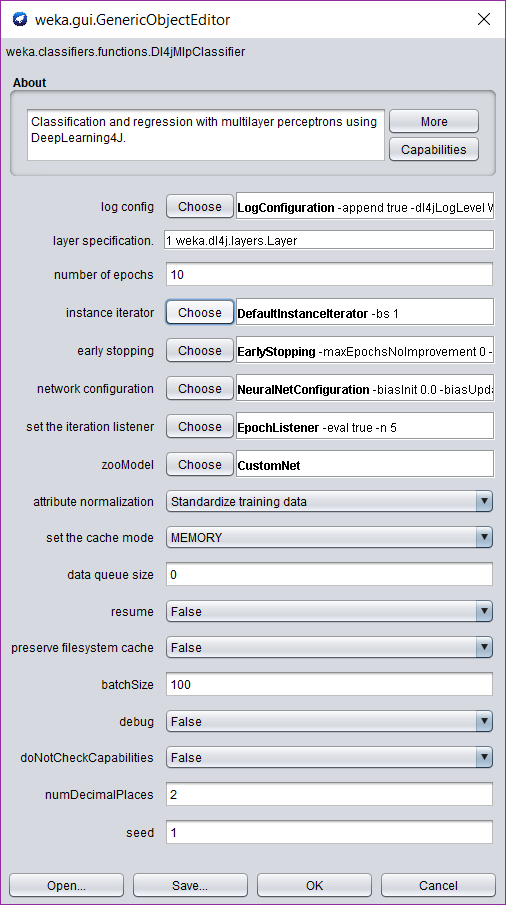 weka.gui.GenericObjectEditor
weka.classifiers.functions.Dl4jMlpClassifier
About
Classification and regression with multilayer perceptrons using
DeepLearning4J.
More
Capabilities
log config Choose LogConfiguration -append true -dl4jLogLevel W
layer specification. 1 weka.dl4j.layers.Layer
number of epochs 10
instance iterator Choose DefaultInstanceIterator -bs 1
early stopping Choose EarlyStopping -maxEpochsNoImprovement 0 -
network configuration Choose NeuralNetConfiguration -biasInit 0.0 -biasUpda
set the iteration listener Choose EpochListener -eval true -n 5
zooModel Choose CustomNet
attribute normalization Standardize training data
set the cache mode MEMORY
data queue size 0
resume False
preserve filesystem cache False
batchSize 100
debug False
doNotCheckCapabilities False
numDecimalPlaces 2
seed 1
Open... Save... OK Cancel